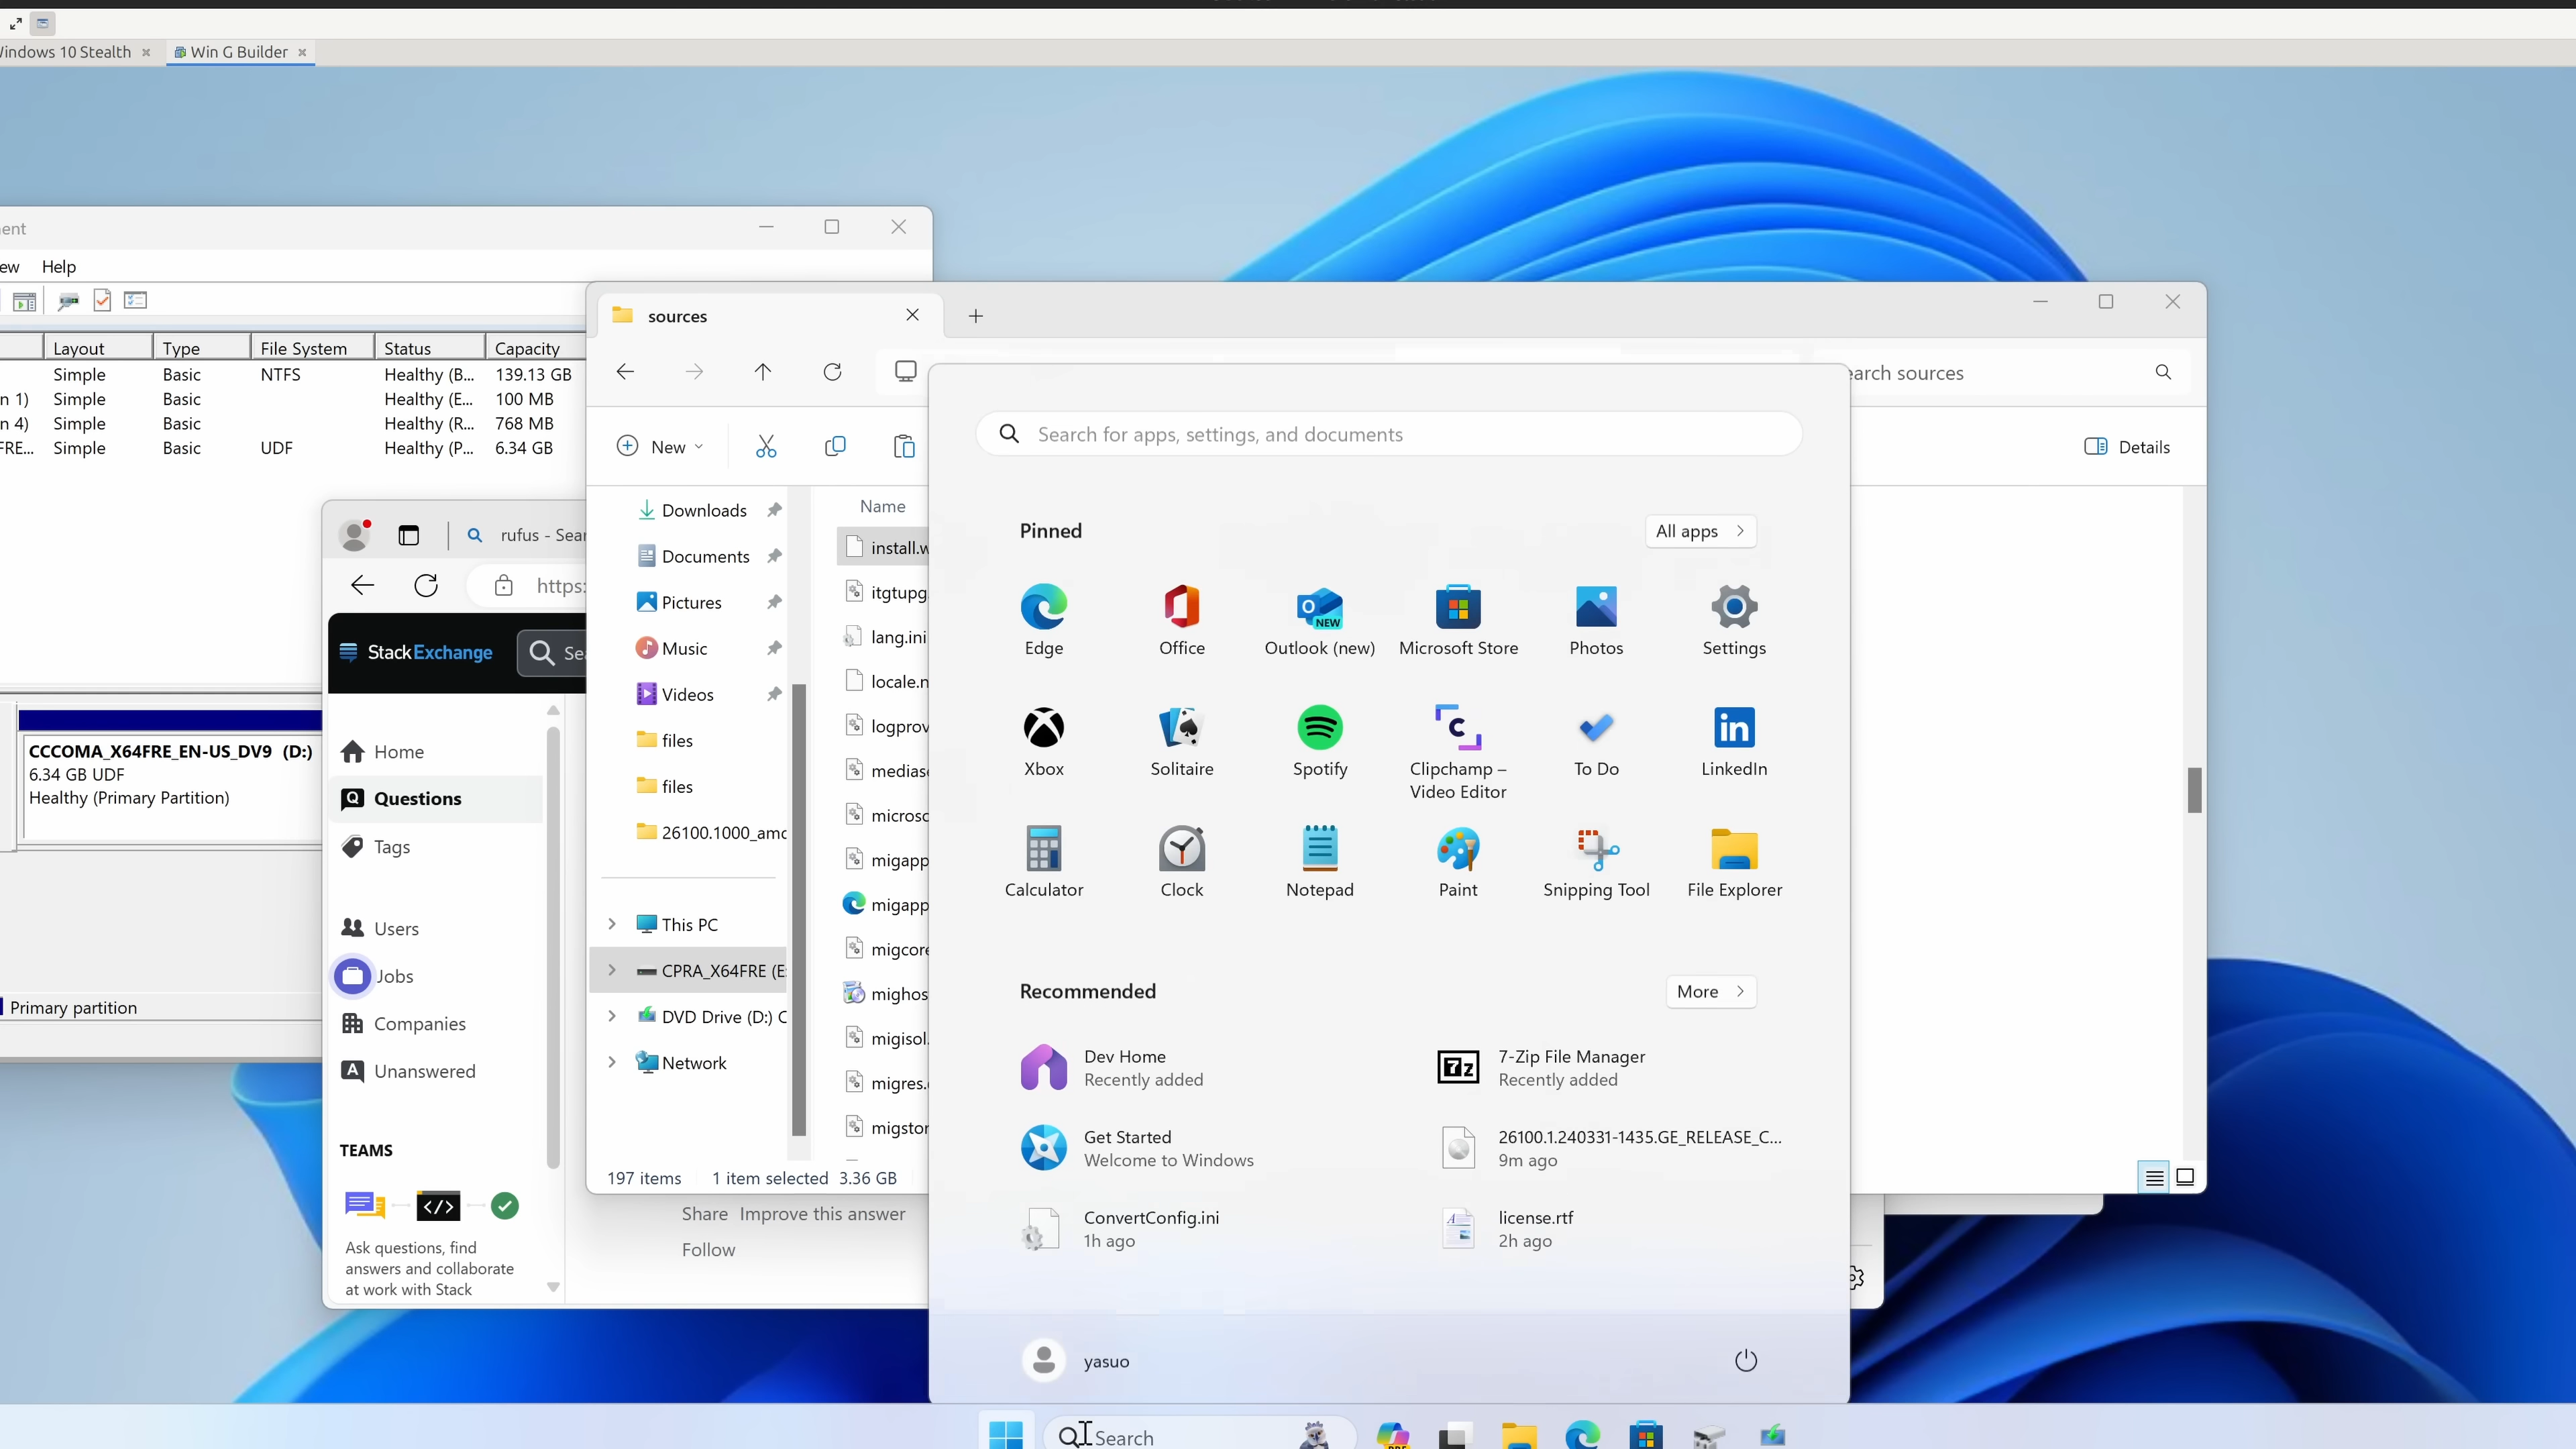 Windows 10 Stealth
Win G Builder
Help
Layout
Type
File System
Status
Capacity
Simple
Basic
NTFS
Healthy (B...
139.13 GB
n 1)
Simple
Basic
Healthy (E...
100 MB
n 4)
Simple
Basic
Healthy (R...
768 MB
FRE...
Simple
Basic
UDF
Healthy (P...
6.34 GB
CCCOMA_X64FRE_EN-US_DV9 (D:)
6.34 GB UDF
Healthy (Primary Partition)
Primary partition
rufus - Sear
https:
StackExchange
Sea
Home
Questions
Tags
Users
Jobs
Companies
Unanswered
TEAMS
Ask questions, find
answers and collaborate
at work with Stack
Share Improve this answer
Follow
sources
earch sources
New
Details
Downloads
Documents
Pictures
Music
Videos
files
files
26100.1000_amd
This PC
CPRA_X64FRE (E:
DVD Drive (D:) C
Network
Name
install.w
itgtupg
lang.ini
locale.n
logprov
medias
microso
migapp
migapp
migcore
mighos
migisol.
migres.
migstor
197 items
1 item selected 3.36 GB
Search for apps, settings, and documents
Pinned
All apps
Edge
Office
Outlook (new)
Microsoft Store
Photos
Settings
Xbox
Solitaire
Spotify
Clipchamp –
Video Editor
To Do
LinkedIn
Calculator
Clock
Notepad
Paint
Snipping Tool
File Explorer
Recommended
More
Dev Home
Recently added
7-Zip File Manager
Recently added
Get Started
Welcome to Windows
26100.1.240331-1435.GE_RELEASE_C...
9m ago
ConvertConfig.ini
1h ago
license.rtf
2h ago
yasuo
Search